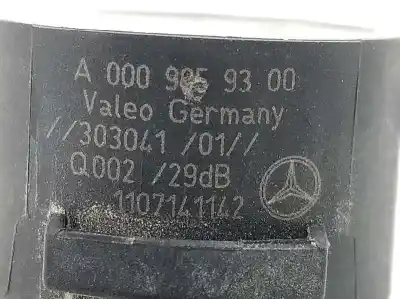 A 000 905 93 00
Valeo Germany
//303041 /01//
Q002 /29dB
1107141142